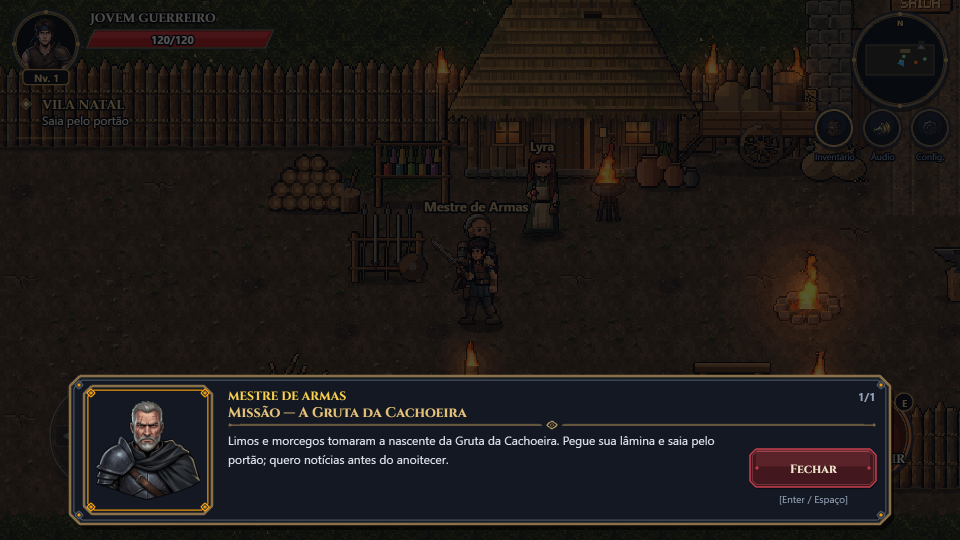 JOVEM GUERREIRO
120/120
Nv. 1
VILA NATAL
Saia pelo portão
SAÍDA
N
Inventário
Áudio
Config.
Lyra
Mestre de Armas
MESTRE DE ARMAS
1/1
MISSÃO — A GRUTA DA CACHOEIRA
Limos e morcegos tomaram a nascente da Gruta da Cachoeira. Pegue sua lâmina e saia pelo
portão; quero notícias antes do anoitecer.
FECHAR
[Enter / Espaço]
E